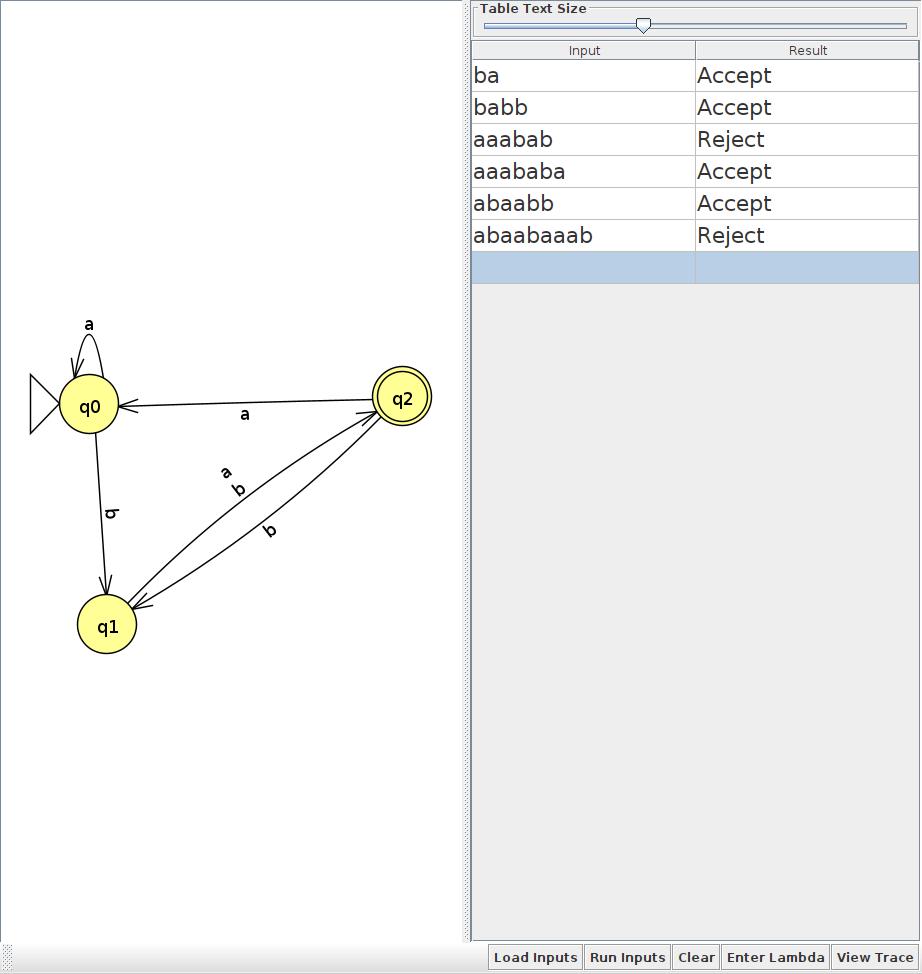 Table Text Size
Input Result
ba Accept
babb Accept
aaabab Reject
aaababa Accept
abaabb Accept
abaabaaab Reject
a
q0
q2
a
a
b
b
b
q1
Load Inputs Run Inputs Clear Enter Lambda View Trace